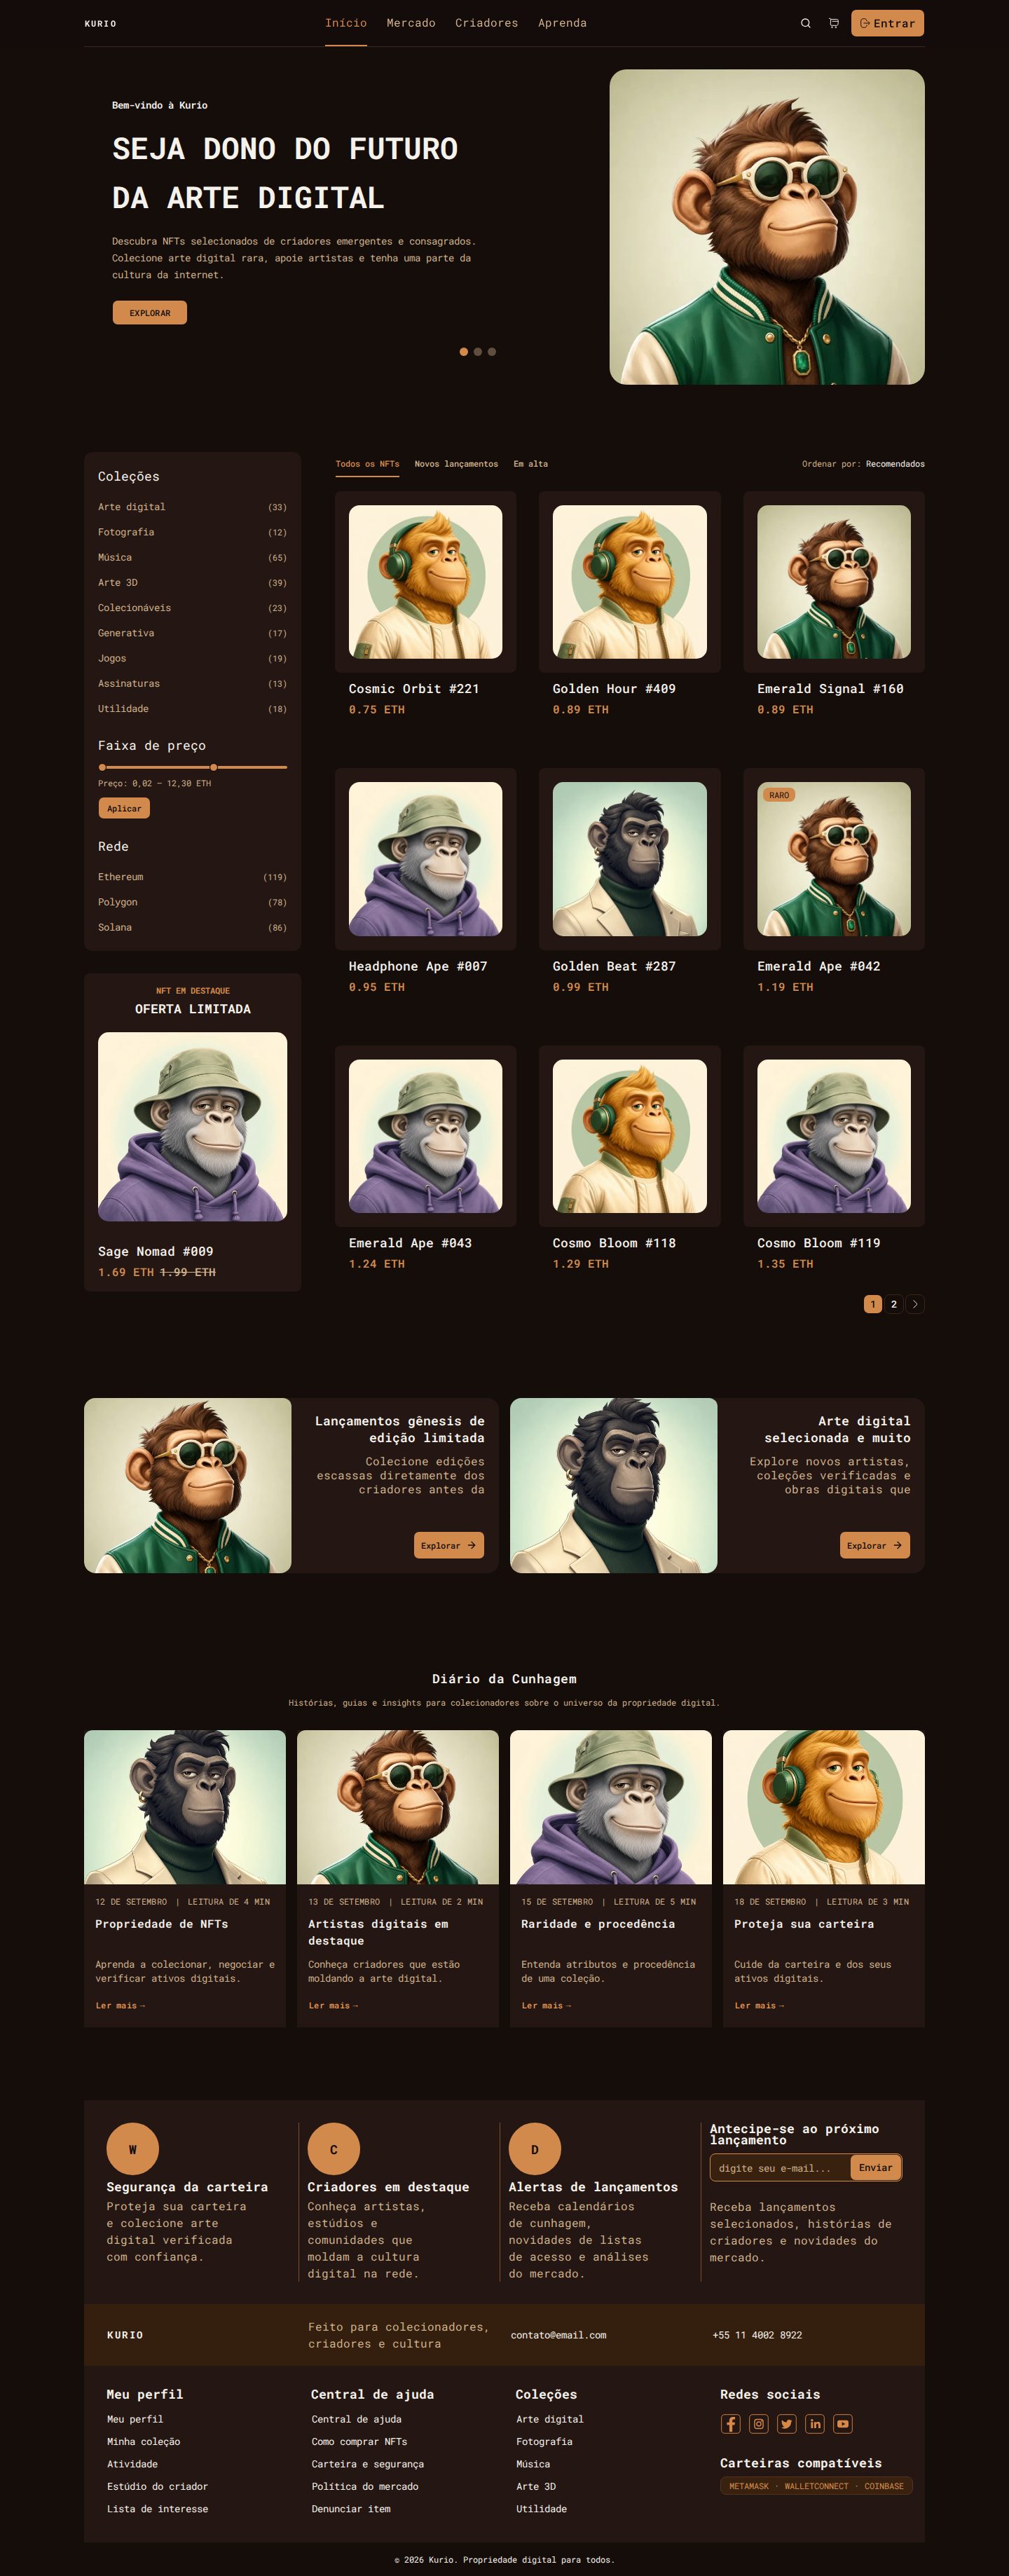 KURIO
Início Mercado Criadores Aprenda
Entrar
Bem-vindo à Kurio
SEJA DONO DO FUTURO
DA ARTE DIGITAL
Descubra NFTs selecionados de criadores emergentes e consagrados.
Colecione arte digital rara, apoie artistas e tenha uma parte da
cultura da internet.
EXPLORAR
Coleções
Arte digital (33)
Fotografia (12)
Música (65)
Arte 3D (39)
Colecionáveis (23)
Generativa (17)
Jogos (19)
Assinaturas (13)
Utilidade (18)
Faixa de preço
Preço: 0,02 — 12,30 ETH
Aplicar
Rede
Ethereum (119)
Polygon (78)
Solana (86)
NFT EM DESTAQUE
OFERTA LIMITADA
Sage Nomad #009
1.69 ETH 1.99 ETH
Todos os NFTs Novos lançamentos Em alta
Ordenar por: Recomendados
Cosmic Orbit #221
0.75 ETH
Golden Hour #409
0.89 ETH
Emerald Signal #160
0.89 ETH
Headphone Ape #007
0.95 ETH
Golden Beat #287
0.99 ETH
RARO
Emerald Ape #042
1.19 ETH
Emerald Ape #043
1.24 ETH
Cosmo Bloom #118
1.29 ETH
Cosmo Bloom #119
1.35 ETH
1 2
Lançamentos gênesis de
edição limitada
Colecione edições
escassas diretamente dos
criadores antes da
Explorar
Arte digital
selecionada e muito
Explore novos artistas,
coleções verificadas e
obras digitais que
Explorar
Diário da Cunhagem
Histórias, guias e insights para colecionadores sobre o universo da propriedade digital.
12 DE SETEMBRO | LEITURA DE 4 MIN
Propriedade de NFTs
Aprenda a colecionar, negociar e
verificar ativos digitais.
Ler mais→
13 DE SETEMBRO | LEITURA DE 2 MIN
Artistas digitais em
destaque
Conheça criadores que estão
moldando a arte digital.
Ler mais→
15 DE SETEMBRO | LEITURA DE 5 MIN
Raridade e procedência
Entenda atributos e procedência
de uma coleção.
Ler mais→
18 DE SETEMBRO | LEITURA DE 3 MIN
Proteja sua carteira
Cuide da carteira e dos seus
ativos digitais.
Ler mais→
W
Segurança da carteira
Proteja sua carteira
e colecione arte
digital verificada
com confiança.
C
Criadores em destaque
Conheça artistas,
estúdios e
comunidades que
moldam a cultura
digital na rede.
D
Alertas de lançamentos
Receba calendários
de cunhagem,
novidades de listas
de acesso e análises
do mercado.
Antecipe-se ao próximo
lançamento
digite seu e-mail...
Enviar
Receba lançamentos
selecionados, histórias de
criadores e novidades do
mercado.
KURIO
Feito para colecionadores,
criadores e cultura
contato@email.com
+55 11 4002 8922
Meu perfil
Meu perfil
Minha coleção
Atividade
Estúdio do criador
Lista de interesse
Central de ajuda
Central de ajuda
Como comprar NFTs
Carteira e segurança
Política do mercado
Denunciar item
Coleções
Arte digital
Fotografia
Música
Arte 3D
Utilidade
Redes sociais
Carteiras compatíveis
METAMASK · WALLETCONNECT · COINBASE
© 2026 Kurio. Propriedade digital para todos.